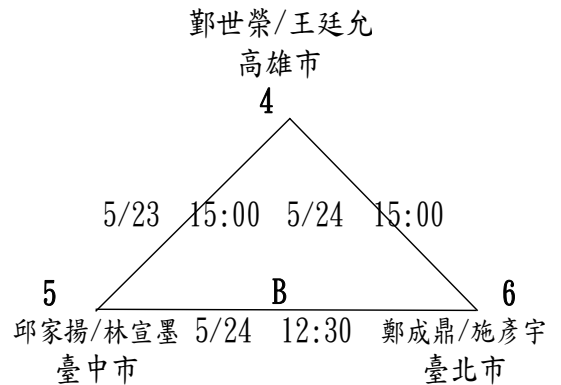 鄞世榮/王廷允
高雄市
4
5/23 15:00 5/24 15:00
5 B 6
邱家揚/林宣墨 5/24 12:30 鄭成鼎/施彥宇
臺中市 臺北市